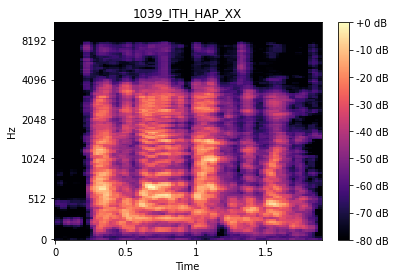 1039_ITH_HAP_XX
Hz
8192
4096
2048
1024
512
0
0
0.5
1
1.5
Time
+0 dB
-10 dB
-20 dB
-30 dB
-40 dB
-50 dB
-60 dB
-70 dB
-80 dB